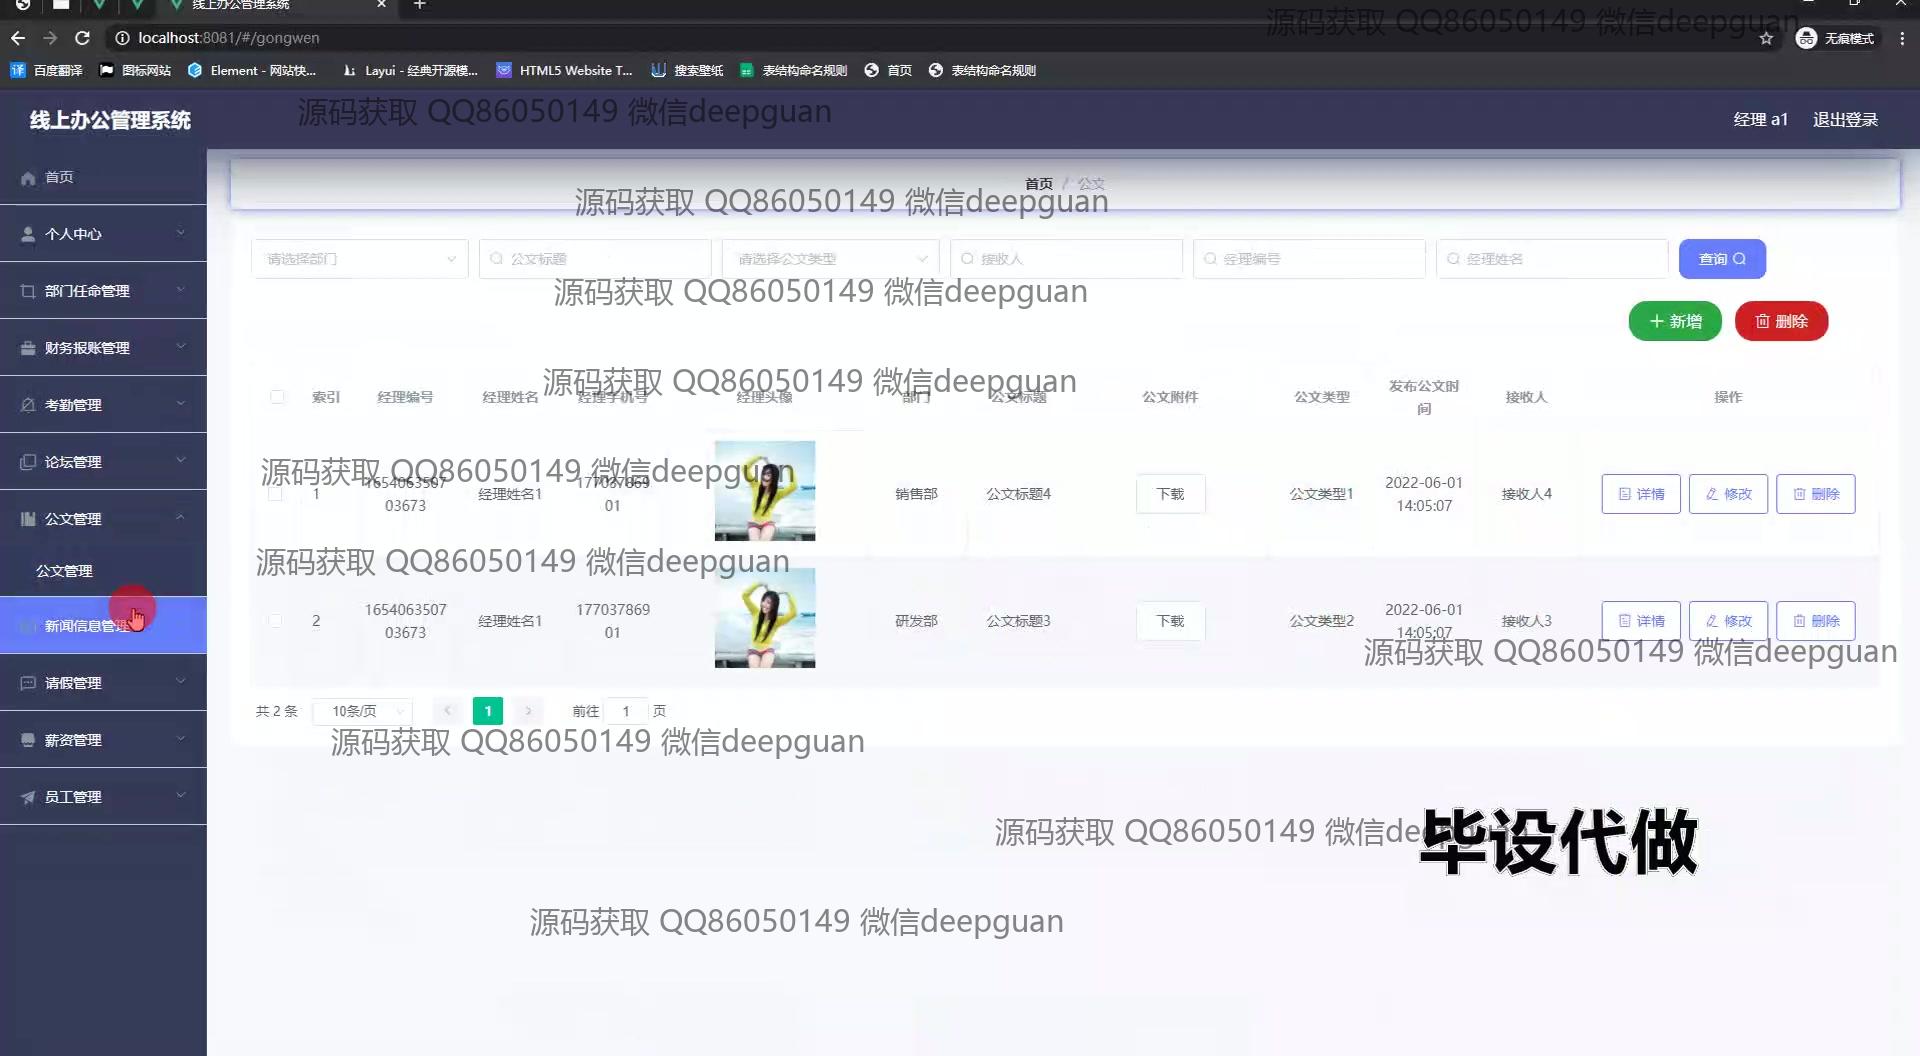 线上办公管理系统
localhost:8081/#/gongwen
无痕模式
百度翻译
图标网站
Element - 网站快...
Layui - 经典开源模...
HTML5 Website T...
搜索壁纸
表结构命名规则
首页
表结构命名规则
源码获取 QQ86050149 微信deepguan
线上办公管理系统
源码获取 QQ86050149 微信deepguan
经理 a1
退出登录
首页
个人中心
部门任命管理
财务报账管理
考勤管理
论坛管理
公文管理
公文管理
新闻信息管理
请假管理
薪资管理
员工管理
首页 / 公文
源码获取 QQ86050149 微信deepguan
请选择部门
公文标题
请选择公文类型
接收人
经理编号
经理姓名
查询
源码获取 QQ86050149 微信deepguan
新增
删除
源码获取 QQ86050149 微信deepguan
索引
经理编号
经理姓名
经理手机号
经理头像
部门
公文标题
公文附件
公文类型
发布公文时
间
接收人
操作
源码获取 QQ86050149 微信deepguan
1
1654063507
03673
经理姓名1
177037869
01
销售部
公文标题4
下载
公文类型1
2022-06-01
14:05:07
接收人4
详情
修改
删除
源码获取 QQ86050149 微信deepguan
2
1654063507
03673
经理姓名1
177037869
01
研发部
公文标题3
下载
公文类型2
2022-06-01
14:05:07
接收人3
详情
修改
删除
源码获取 QQ86050149 微信deepguan
共 2 条
10条/页
1
前往
1
页
源码获取 QQ86050149 微信deepguan
源码获取 QQ86050149 微信deepguan
毕设代做
源码获取 QQ86050149 微信deepguan